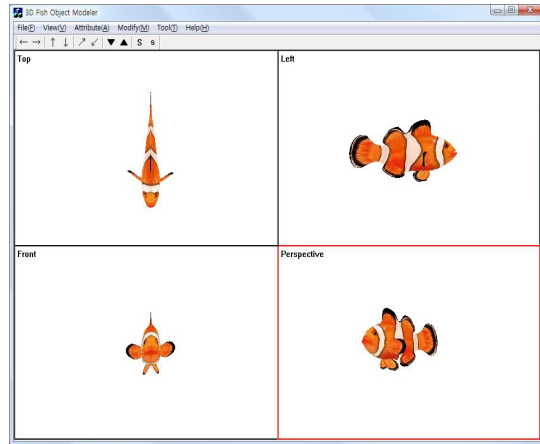 3D Fish Object Modeler
File(F) View(V) Attribute(A) Modify(M) Tool(T) Help(H)
← → ↑ ↓ ↗ ↙ ▼ ▲ S s
Top
Left
Front
Perspective